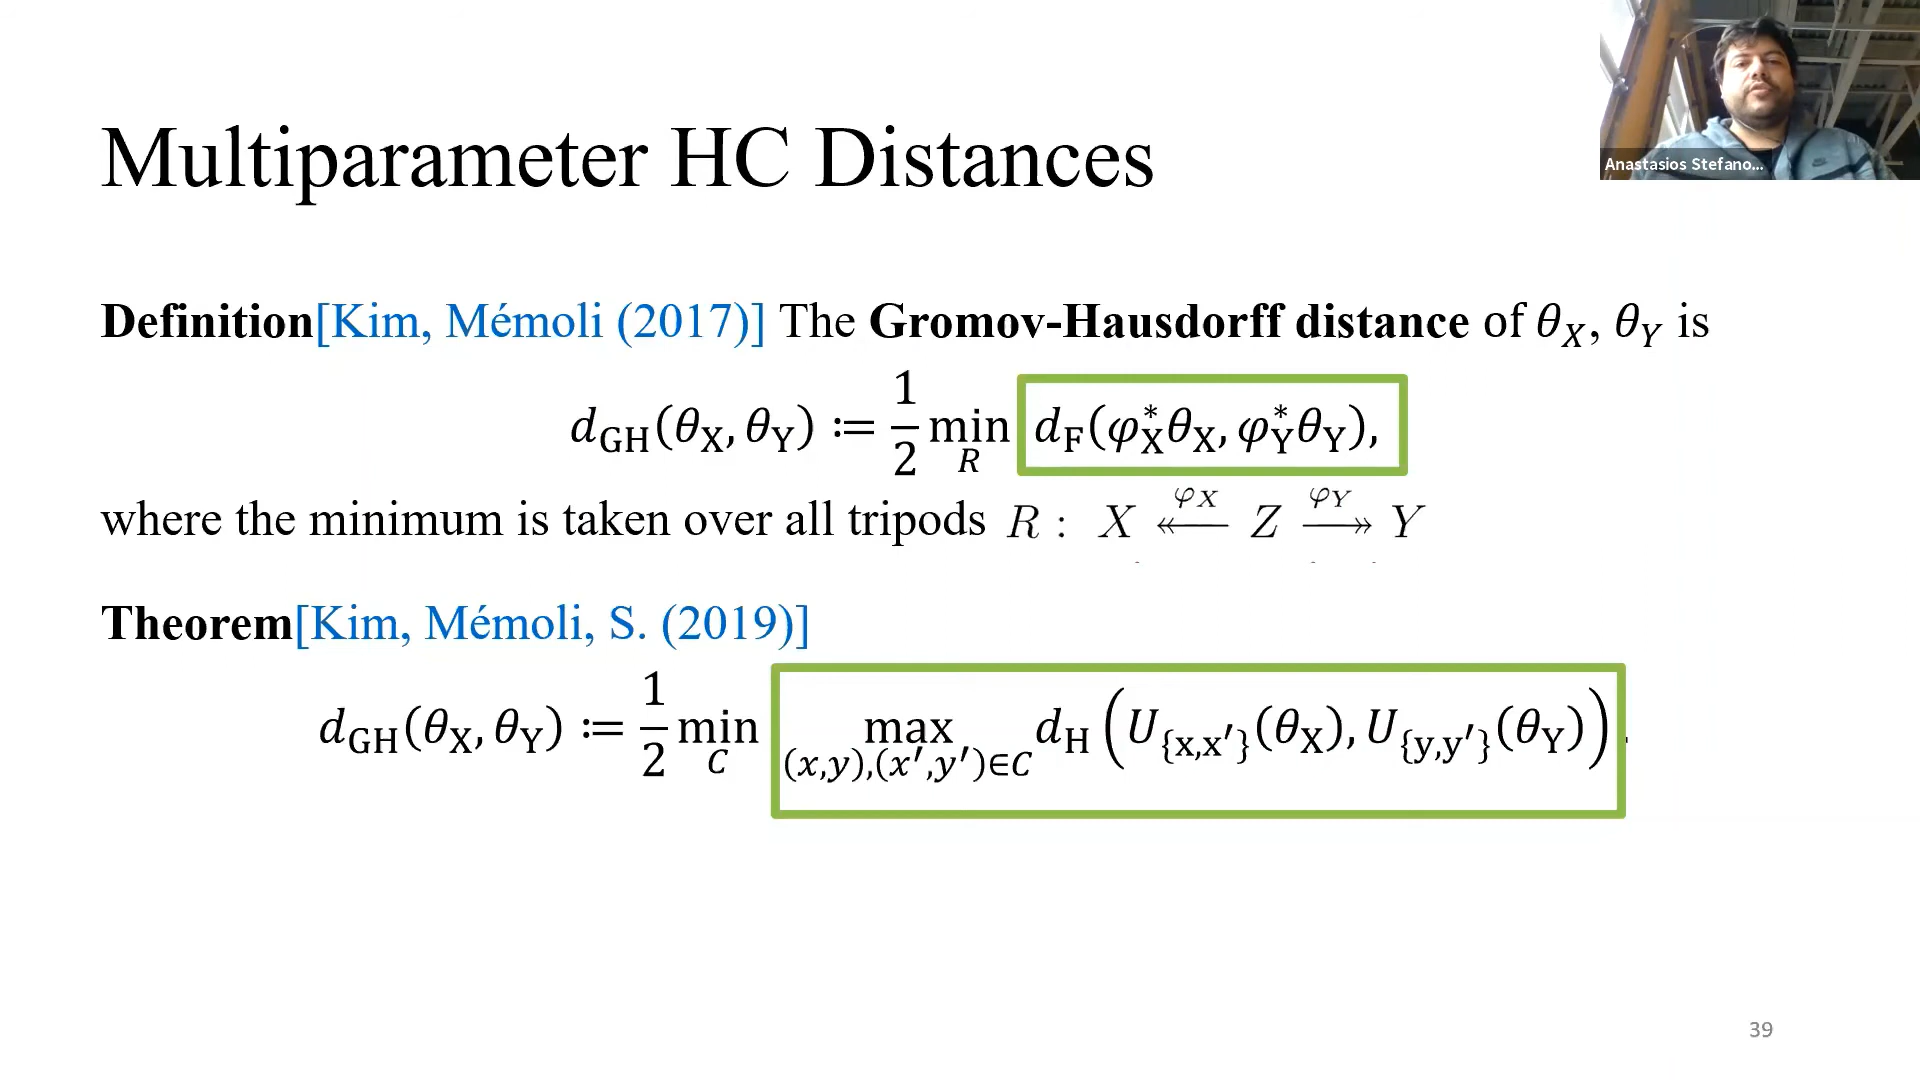 Multiparameter HC Distances
Anastasios Stefano...
Definition[Kim, Mémoli (2017)] The Gromov-Hausdorff distance of θ_X, θ_Y is
d_GH(θ_X, θ_Y) ≔ 1/2 min_R d_F(φ_X^*θ_X, φ_Y^*θ_Y),
where the minimum is taken over all tripods R : X ↞^{φ_X} Z ↠^{φ_Y} Y
Theorem[Kim, Mémoli, S. (2019)]
d_GH(θ_X, θ_Y) ≔ 1/2 min_C max_{(x,y),(x′,y′)∈C} d_H (U_{x,x′}(θ_X), U_{y,y′}(θ_Y)).
39